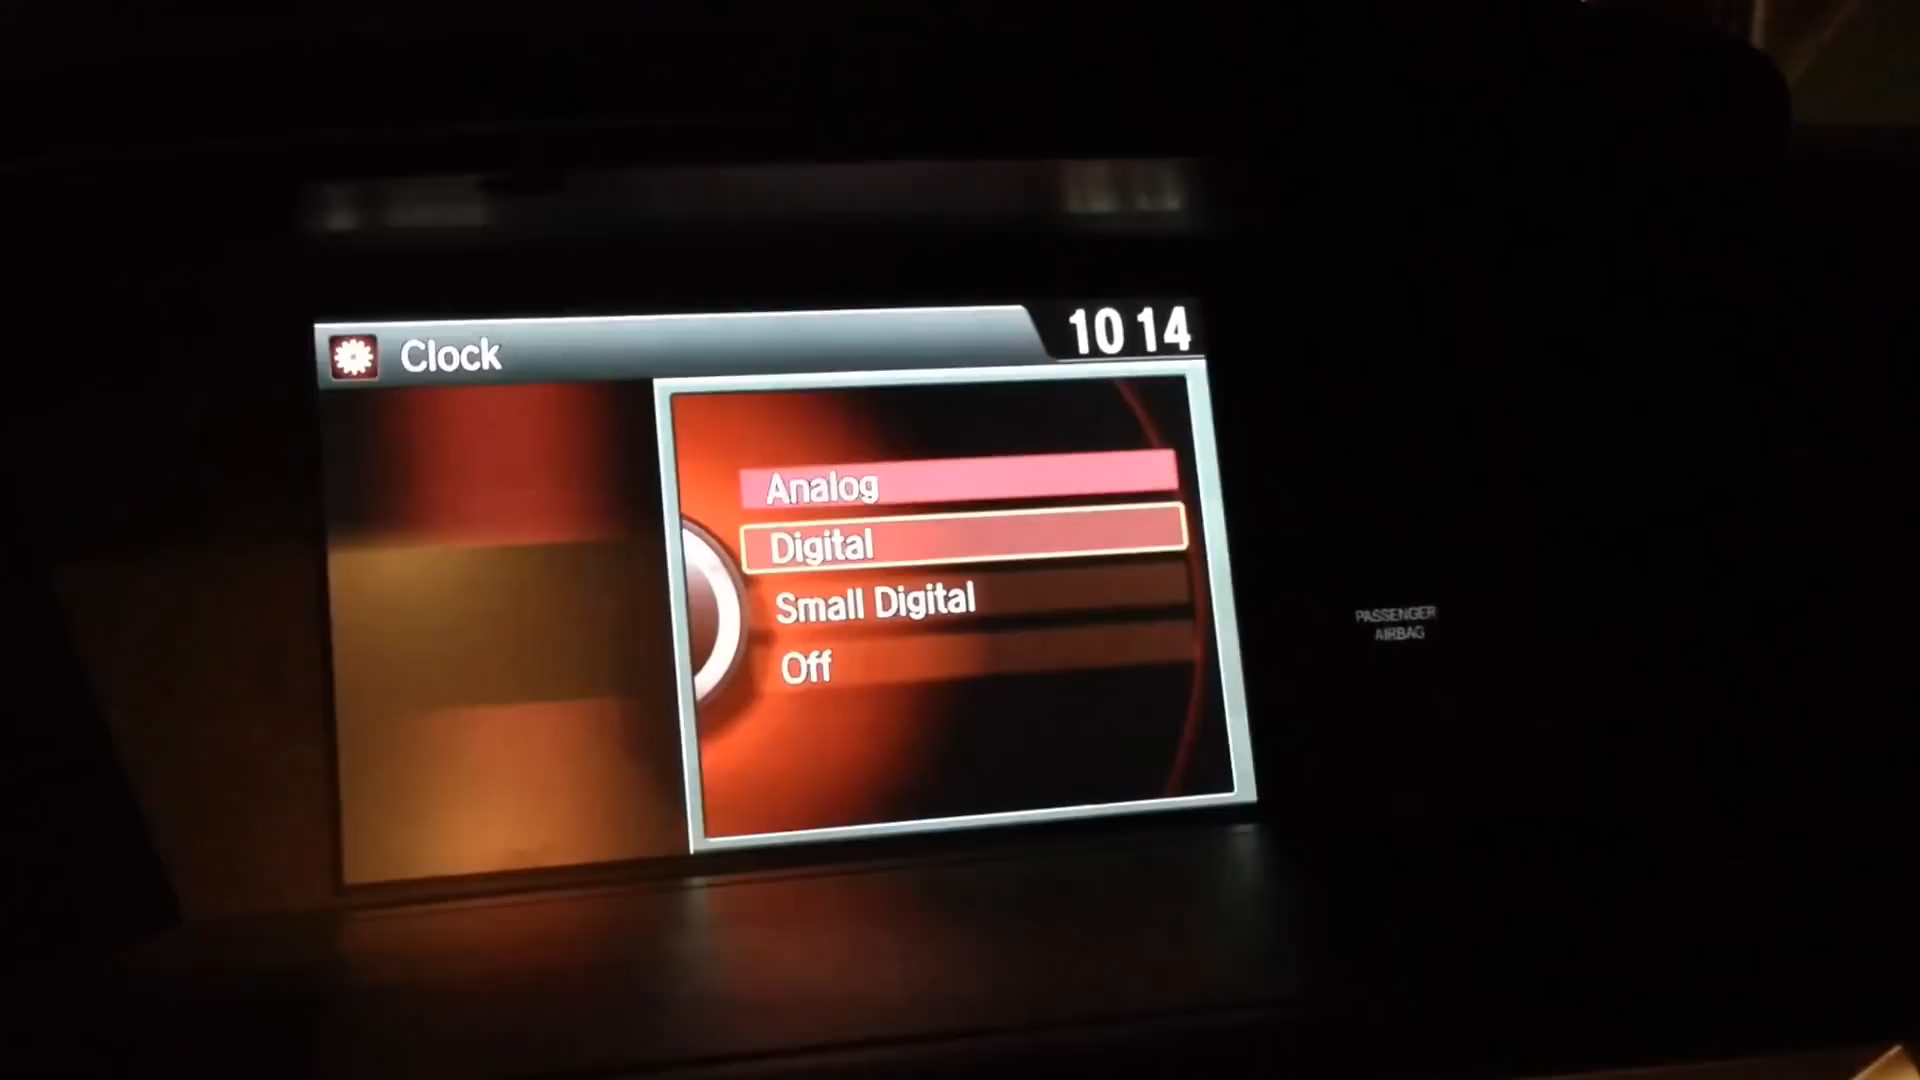 Clock
10 14
Analog
Digital
Small Digital
Off
PASSENGER
AIRBAG